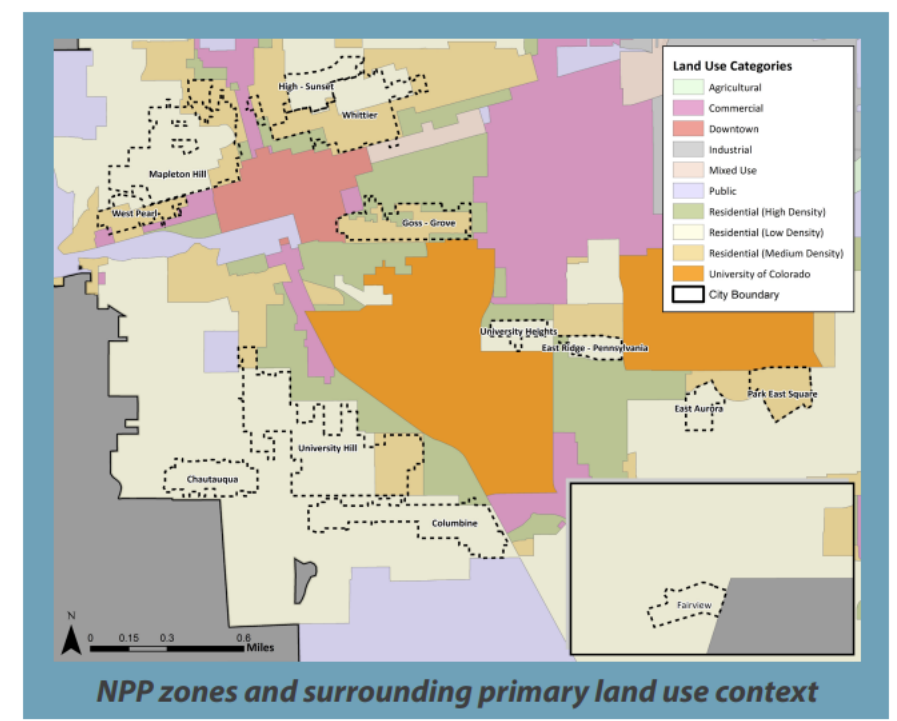 Land Use Categories
Agricultural
Commercial
Downtown
Industrial
Mixed Use
Public
Residential (High Density)
Residential (Low Density)
Residential (Medium Density)
University of Colorado
City Boundary
High - Sunset
Whittier
Mapleton Hill
West Pearl
Goss - Grove
University Heights
East Ridge - Pennsylvania
Park East Square
East Aurora
University Hill
Chautauqua
Columbine
Fairview
N
0 0.15 0.3 0.6
Miles
NPP zones and surrounding primary land use context